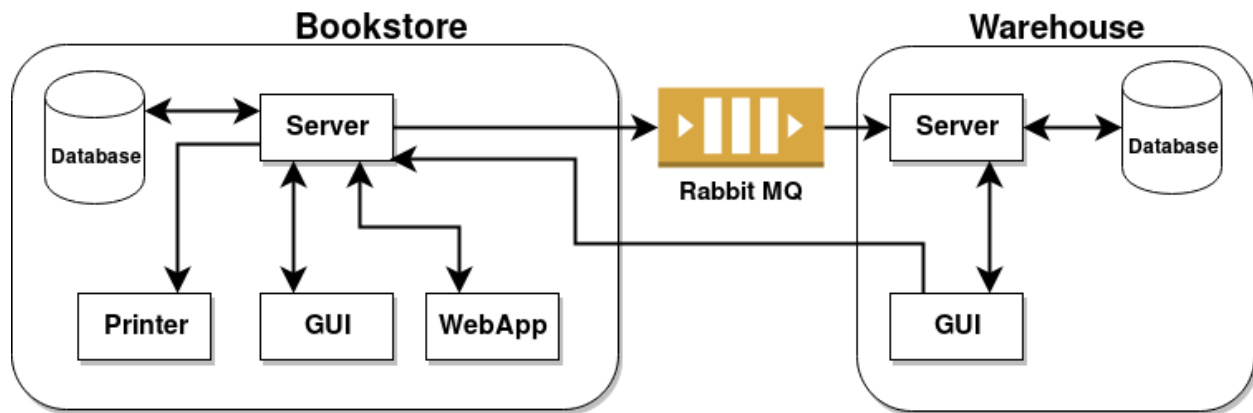 Bookstore
Warehouse
Database
Server
Rabbit MQ
Server
Database
Printer
GUI
WebApp
GUI